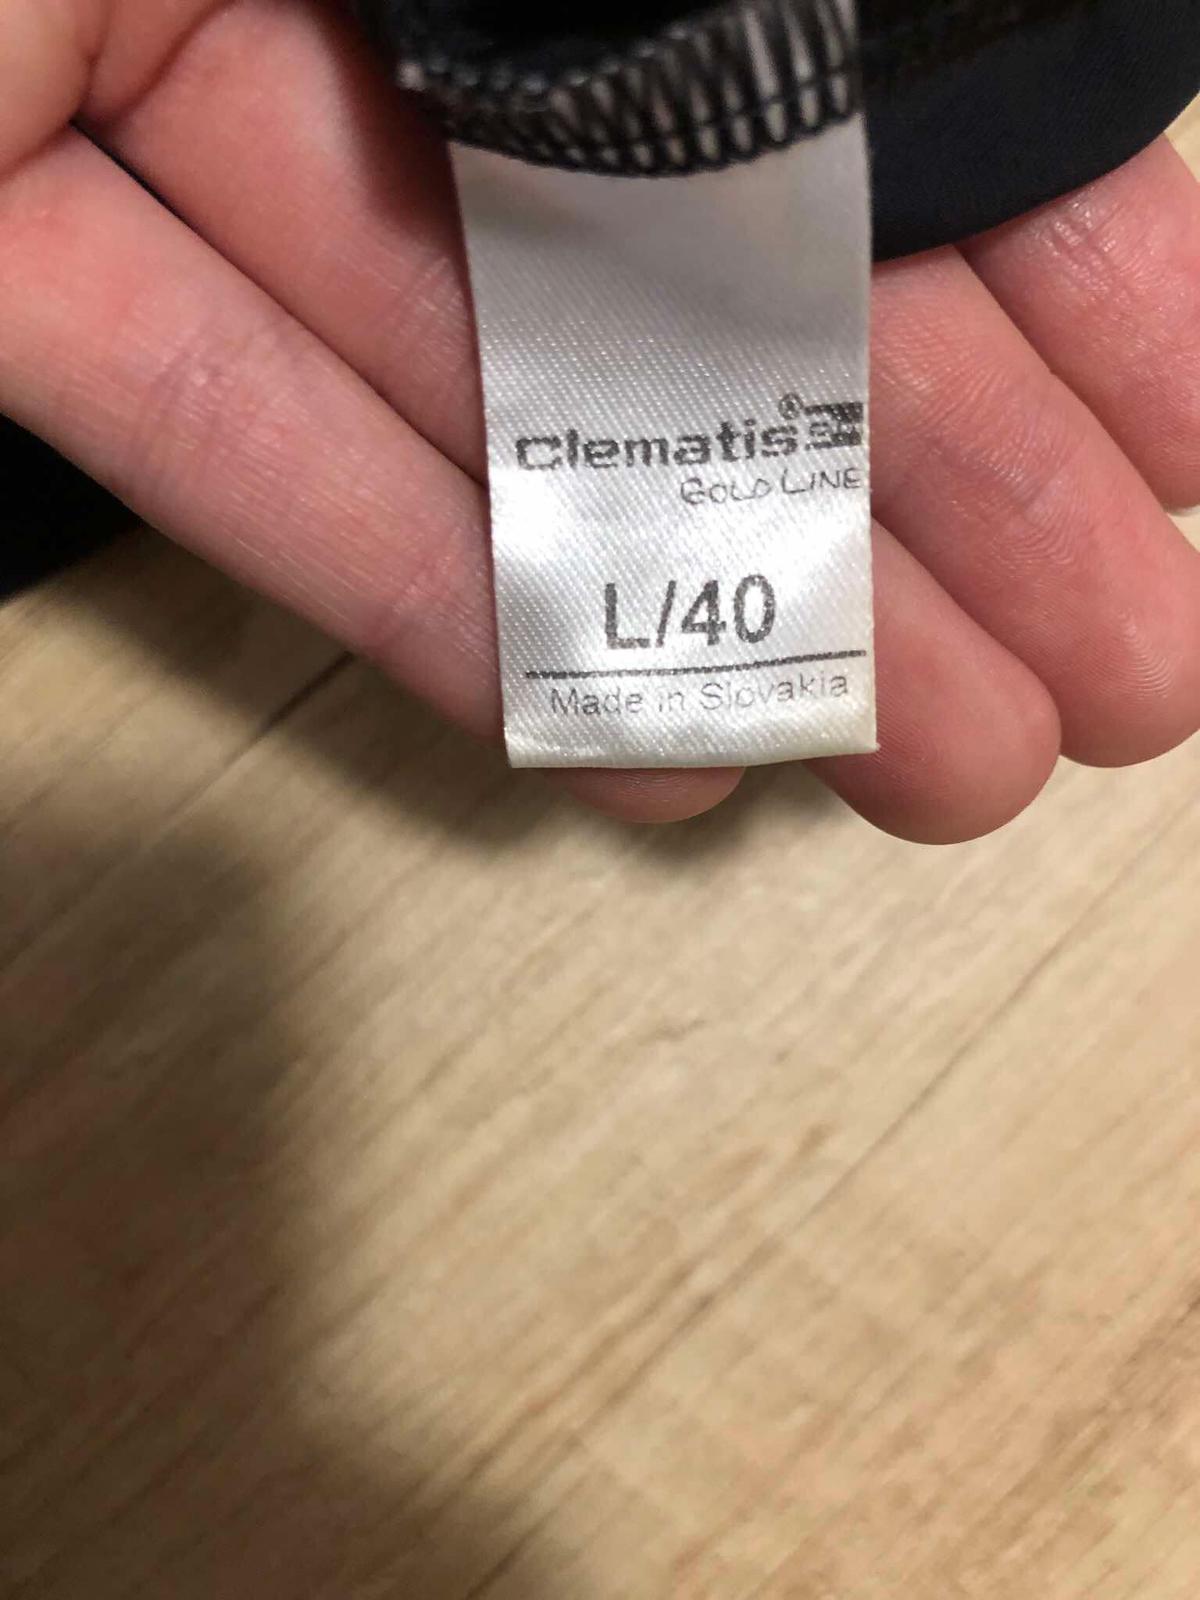 Clematis®
GOLD LINE
L/40
Made in Slovakia